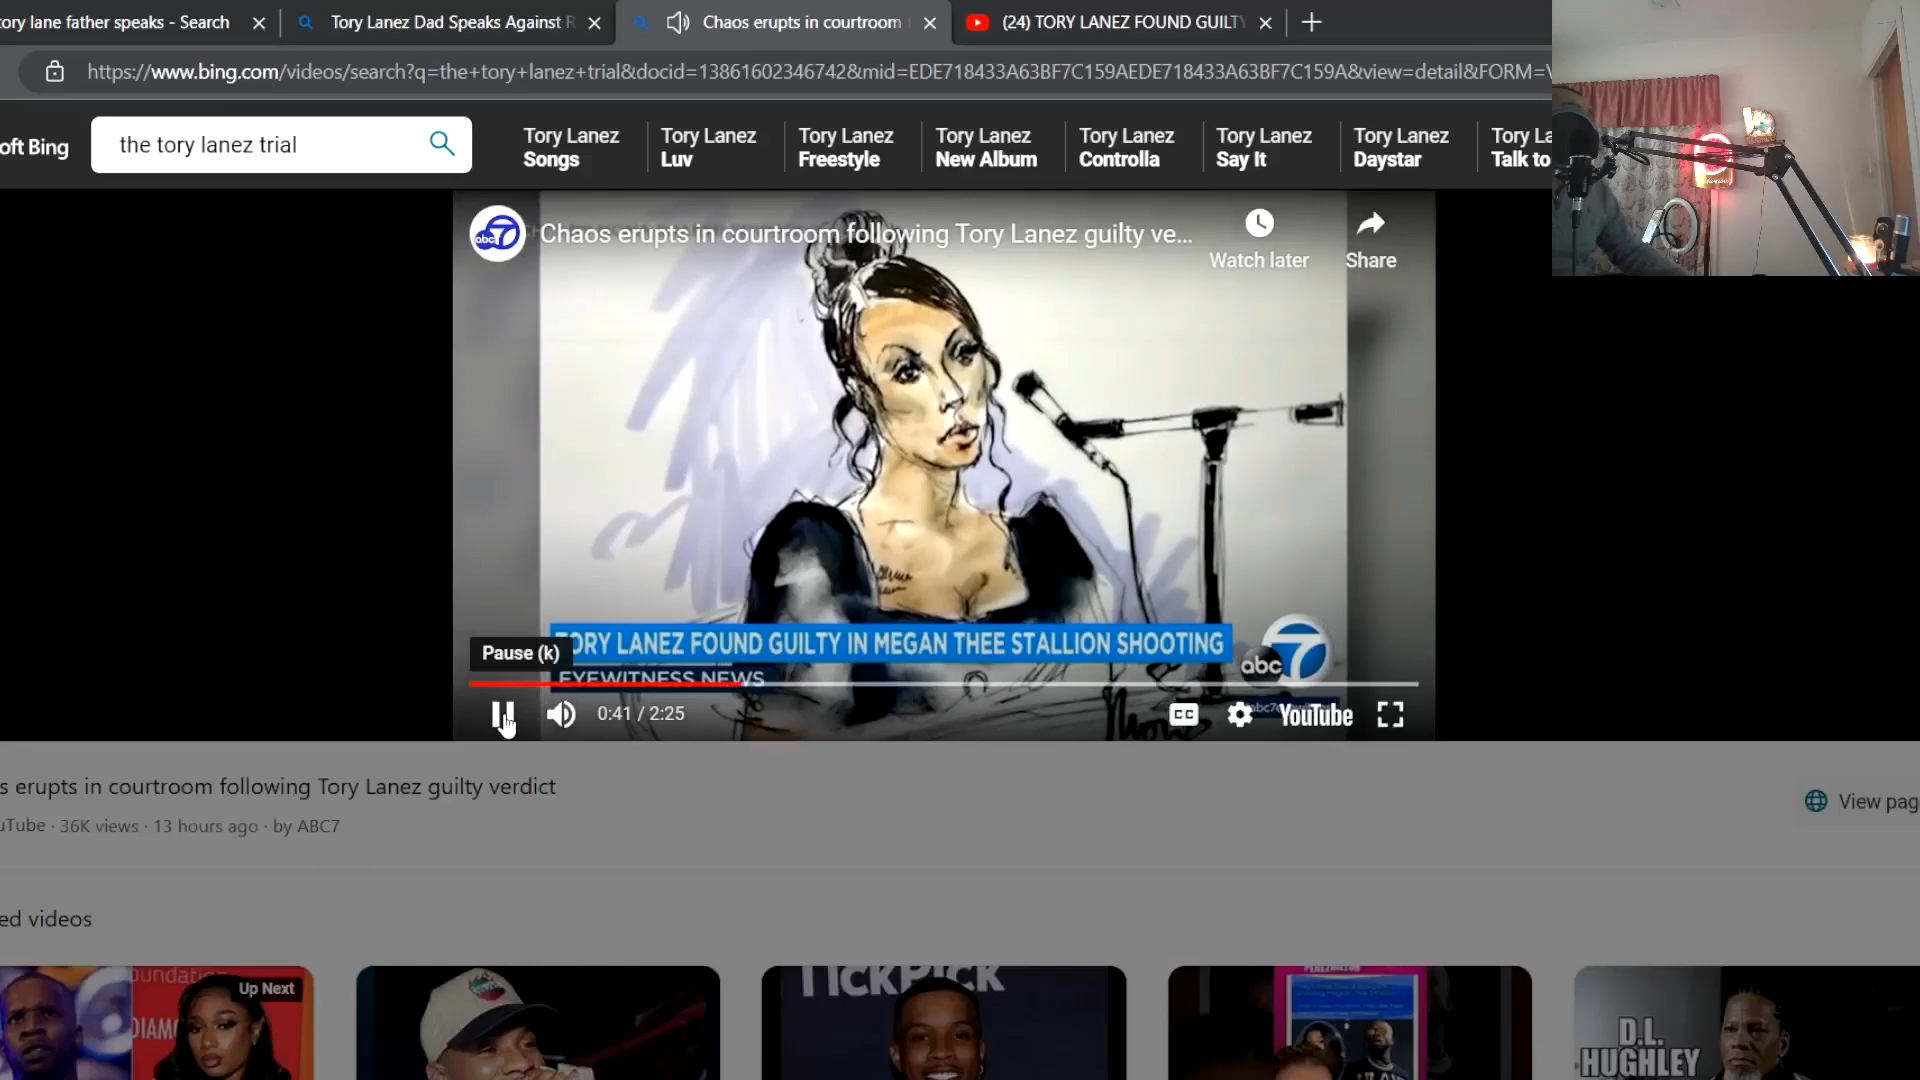 ory lane father speaks - Search
Tory Lanez Dad Speaks Against R
Chaos erupts in courtroom
(24) TORY LANEZ FOUND GUILTY
https://www.bing.com/videos/search?q=the+tory+lanez+trial&docid=13861602346742&mid=EDE718433A63BF7C159AEDE718433A63BF7C159A&view=detail&FORM=V
oft Bing
the tory lanez trial
Tory Lanez Songs
Tory Lanez Luv
Tory Lanez Freestyle
Tory Lanez New Album
Tory Lanez Controlla
Tory Lanez Say It
Tory Lanez Daystar
Tory La
Talk to
abc 7
Chaos erupts in courtroom following Tory Lanez guilty ve...
Watch later
Share
TORY LANEZ FOUND GUILTY IN MEGAN THEE STALLION SHOOTING
Pause (k)
EYEWITNESS NEWS
abc 7
0:41 / 2:25
CC
YouTube
s erupts in courtroom following Tory Lanez guilty verdict
uTube · 36K views · 13 hours ago · by ABC7
View pag
ed videos
Up Next
TICKPICK
D.L.
HUGHLEY